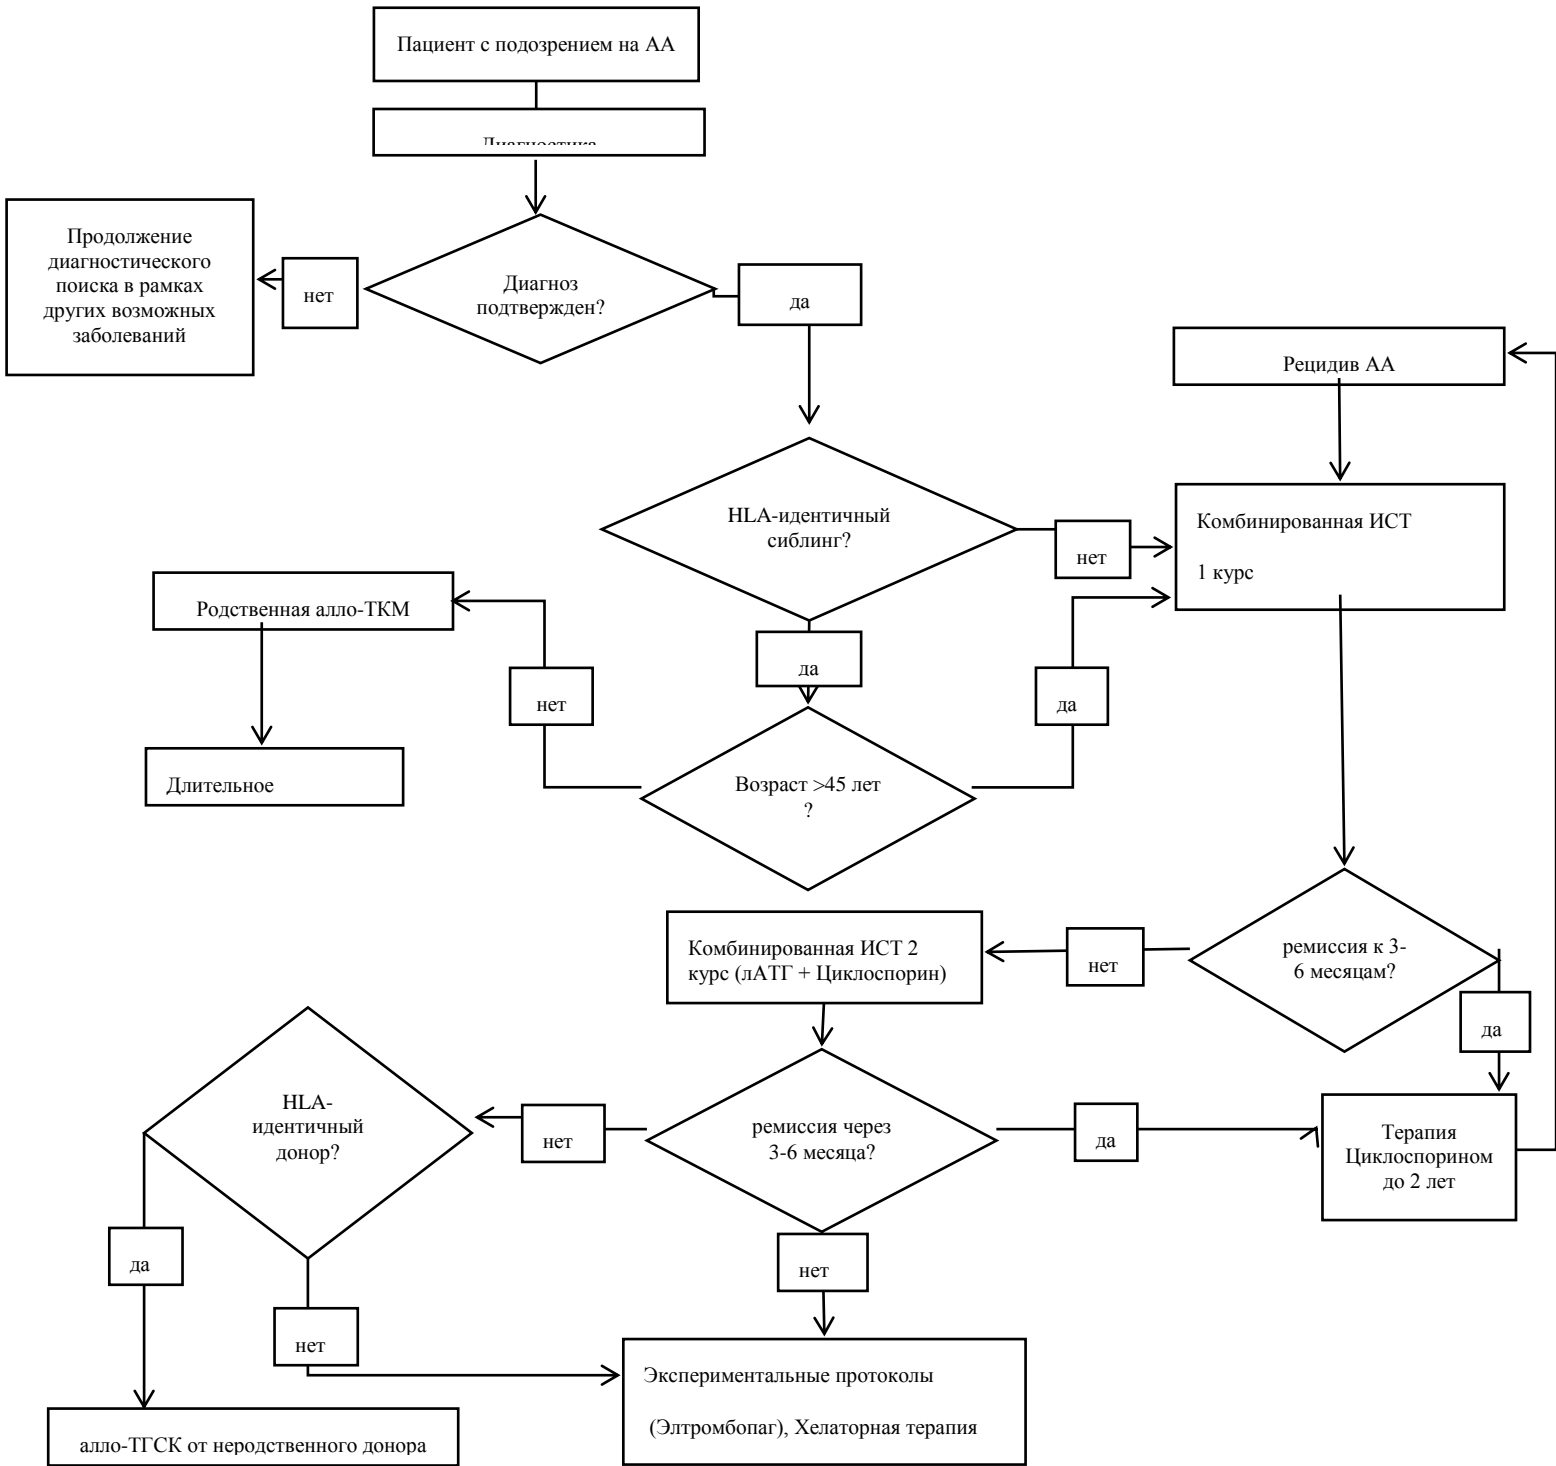 Пациент с подозрением на АА
Диагностика
Продолжение
диагностического
поиска в рамках
других возможных
заболеваний
нет
Диагноз
подтвержден?
да
Рецидив АА
HLA-идентичный
сиблинг?
нет
Комбинированная ИСТ
1 курс
Родственная алло-ТКМ
да
нет
да
Длительное
Возраст >45 лет
?
Комбинированная ИСТ 2
курс (лАТГ + Циклоспорин)
нет
ремиссия к 3-
6 месяцам?
да
HLA-
идентичный
донор?
нет
ремиссия через
3-6 месяца?
да
Терапия
Циклоспорином
до 2 лет
да
нет
нет
Экспериментальные протоколы
(Элтромбопаг), Хелаторная терапия
алло-ТГСК от неродственного донора